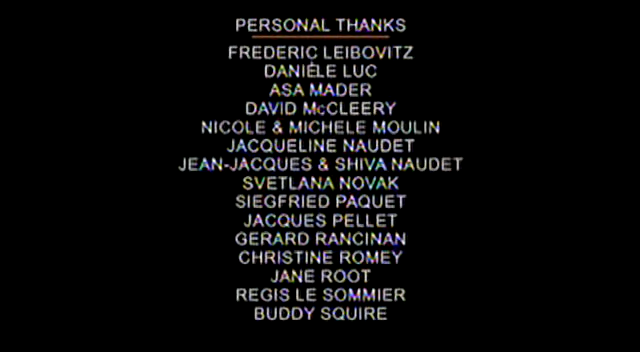 PERSONAL THANKS
FREDERIC LEIBOVITZ
DANIÈLE LUC
ASA MADER
DAVID McCLEERY
NICOLE & MICHELE MOULIN
JACQUELINE NAUDET
JEAN-JACQUES & SHIVA NAUDET
SVETLANA NOVAK
SIEGFRIED PAQUET
JACQUES PELLET
GERARD RANCINAN
CHRISTINE ROMEY
JANE ROOT
REGIS LE SOMMIER
BUDDY SQUIRE